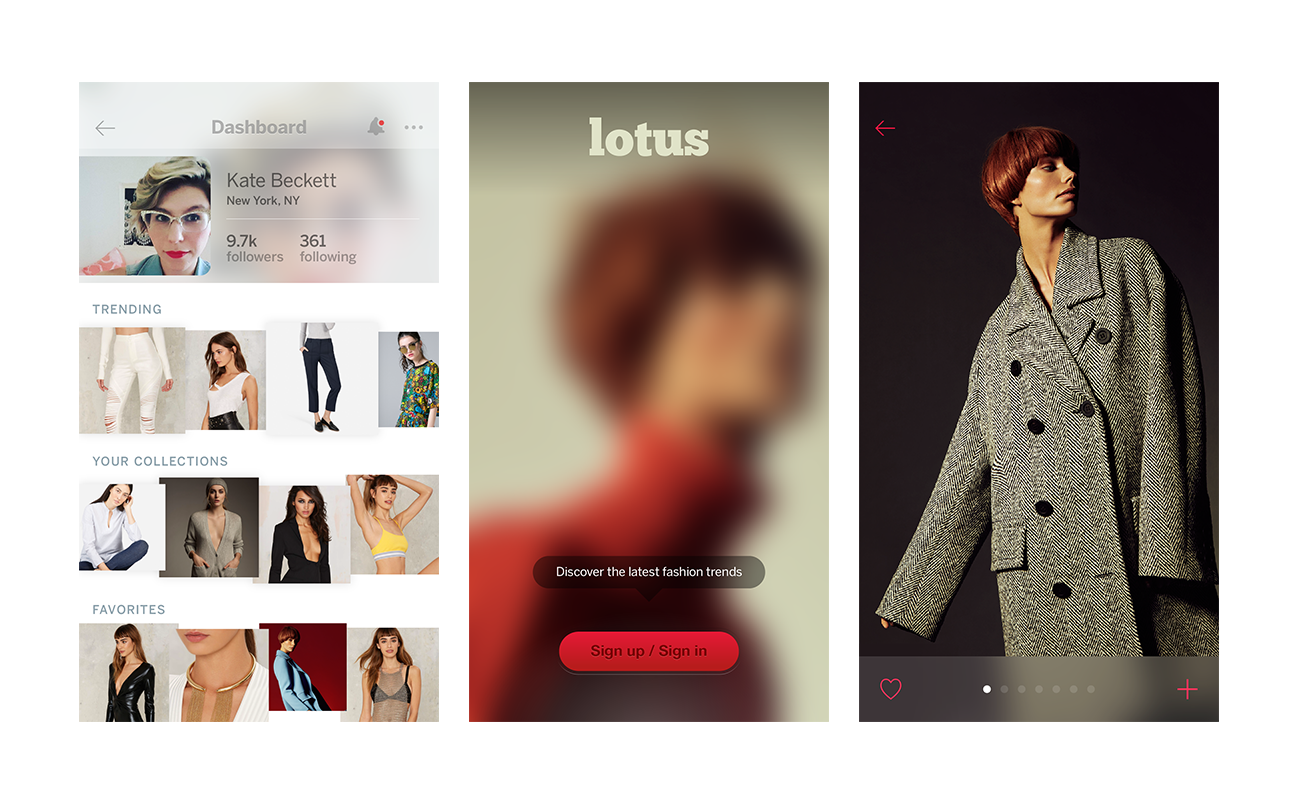 Dashboard
Kate Beckett
New York, NY
9.7k 361
followers following
TRENDING
YOUR COLLECTIONS
FAVORITES
lotus
Discover the latest fashion trends
Sign up / Sign in